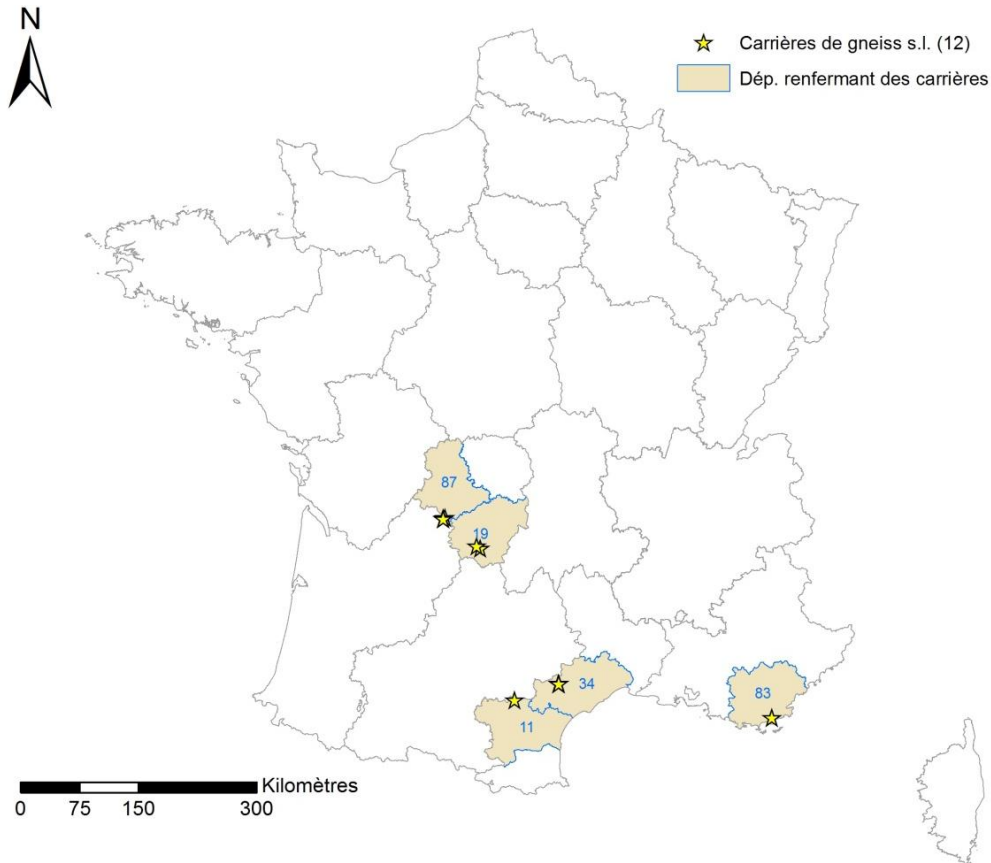 N
Carrières de gneiss s.l. (12)
Dép. renfermant des carrières
87
19
34
11
83
Kilomètres
0 75 150 300